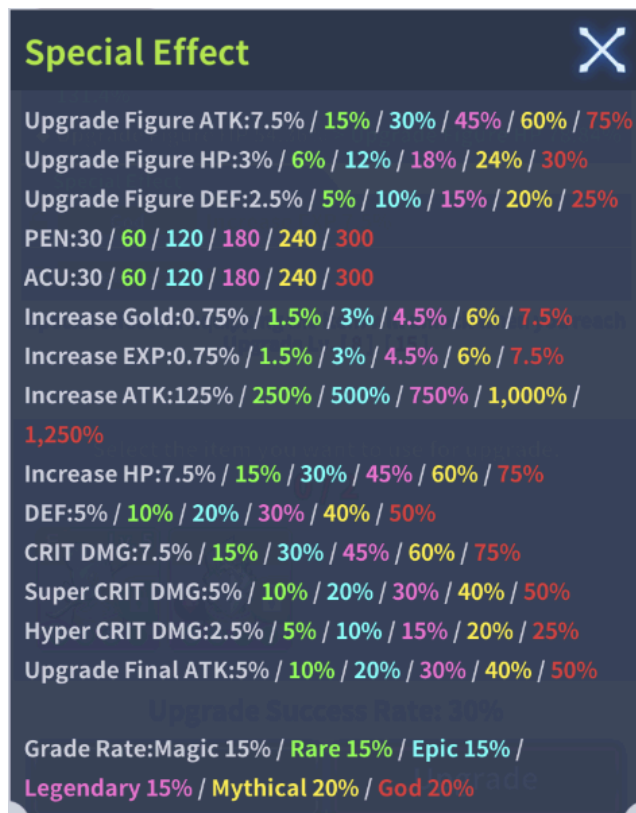 Special Effect
Upgrade Figure ATK:7.5% / 15% / 30% / 45% / 60% / 75%
Upgrade Figure HP:3% / 6% / 12% / 18% / 24% / 30%
Upgrade Figure DEF:2.5% / 5% / 10% / 15% / 20% / 25%
PEN:30 / 60 / 120 / 180 / 240 / 300
ACU:30 / 60 / 120 / 180 / 240 / 300
Increase Gold:0.75% / 1.5% / 3% / 4.5% / 6% / 7.5%
Increase EXP:0.75% / 1.5% / 3% / 4.5% / 6% / 7.5%
Increase ATK:125% / 250% / 500% / 750% / 1,000% /
1,250%
Increase HP:7.5% / 15% / 30% / 45% / 60% / 75%
DEF:5% / 10% / 20% / 30% / 40% / 50%
CRIT DMG:7.5% / 15% / 30% / 45% / 60% / 75%
Super CRIT DMG:5% / 10% / 20% / 30% / 40% / 50%
Hyper CRIT DMG:2.5% / 5% / 10% / 15% / 20% / 25%
Upgrade Final ATK:5% / 10% / 20% / 30% / 40% / 50%
Upgrade Success Rate: 30%
Grade Rate:Magic 15% / Rare 15% / Epic 15% /
Upgrade
Legendary 15% / Mythical 20% / God 20%